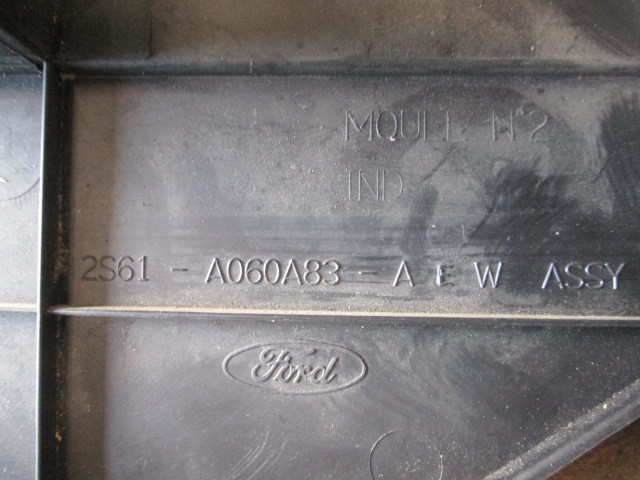 MOULE N°2
IND
2S61 - A060A83 - A E W ASSY
Ford